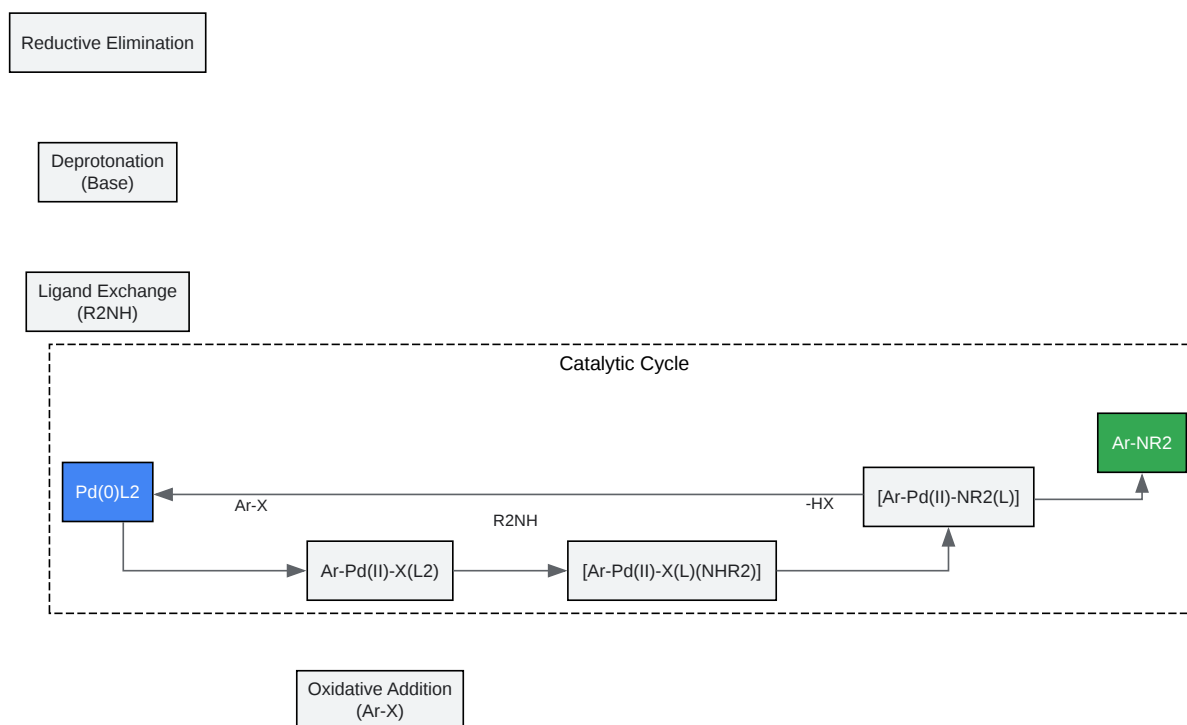 Reductive Elimination
Deprotonation
(Base)
Ligand Exchange
(R2NH)
Catalytic Cycle
Ar-NR2
Pd(0)L2
Ar-X
R2NH
-HX
[Ar-Pd(II)-NR2(L)]
Ar-Pd(II)-X(L2)
[Ar-Pd(II)-X(L)(NHR2)]
Oxidative Addition
(Ar-X)